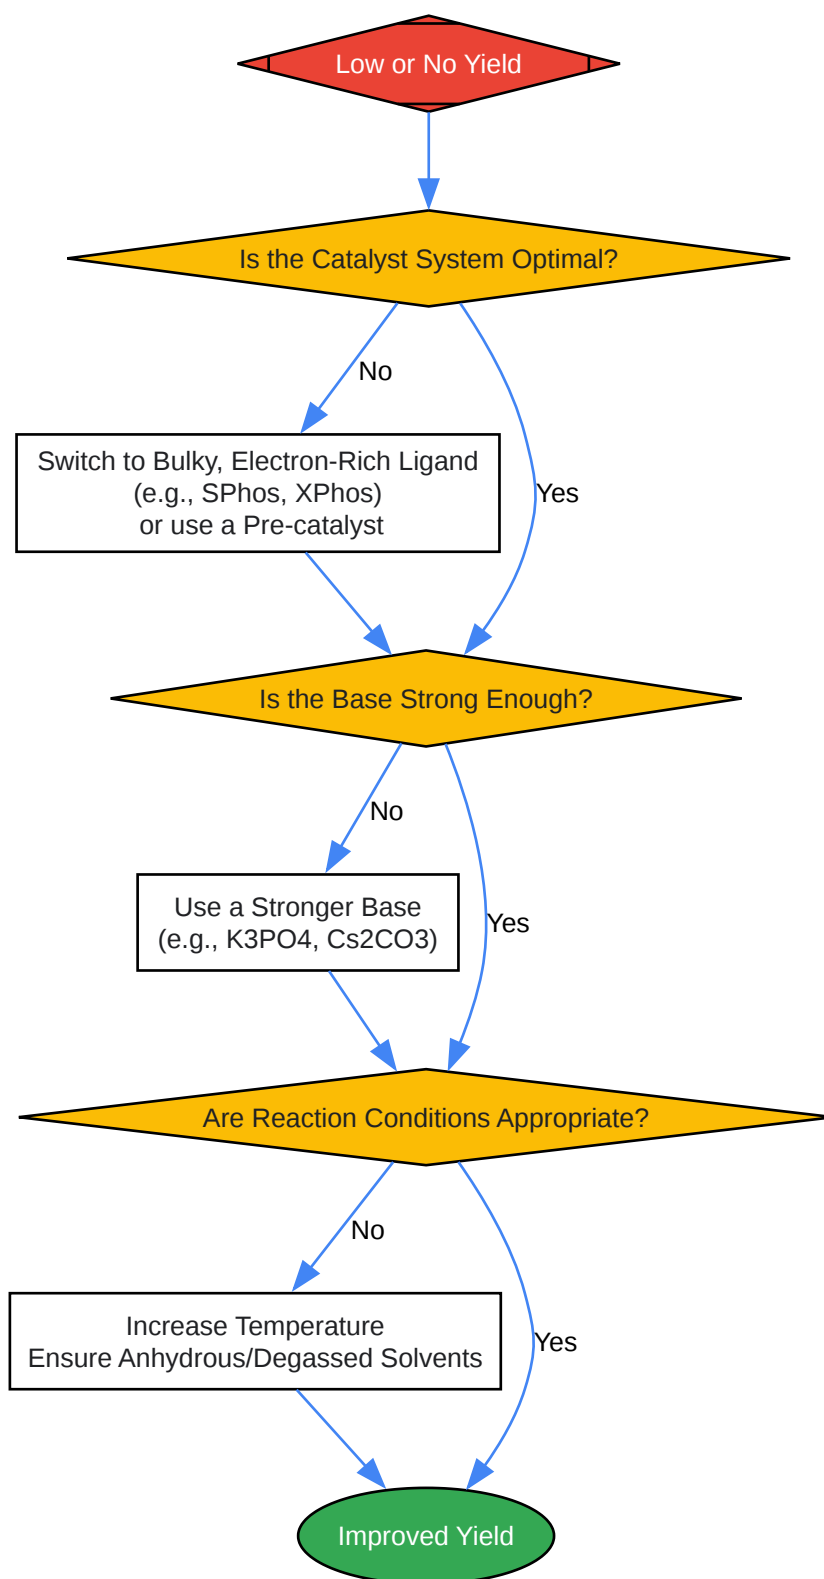 Low or No Yield
Is the Catalyst System Optimal?
No
Switch to Bulky, Electron-Rich Ligand
(e.g., SPhos, XPhos)
or use a Pre-catalyst
Yes
Is the Base Strong Enough?
No
Use a Stronger Base
(e.g., K3PO4, Cs2CO3)
Yes
Are Reaction Conditions Appropriate?
No
Increase Temperature
Ensure Anhydrous/Degassed Solvents
Yes
Improved Yield